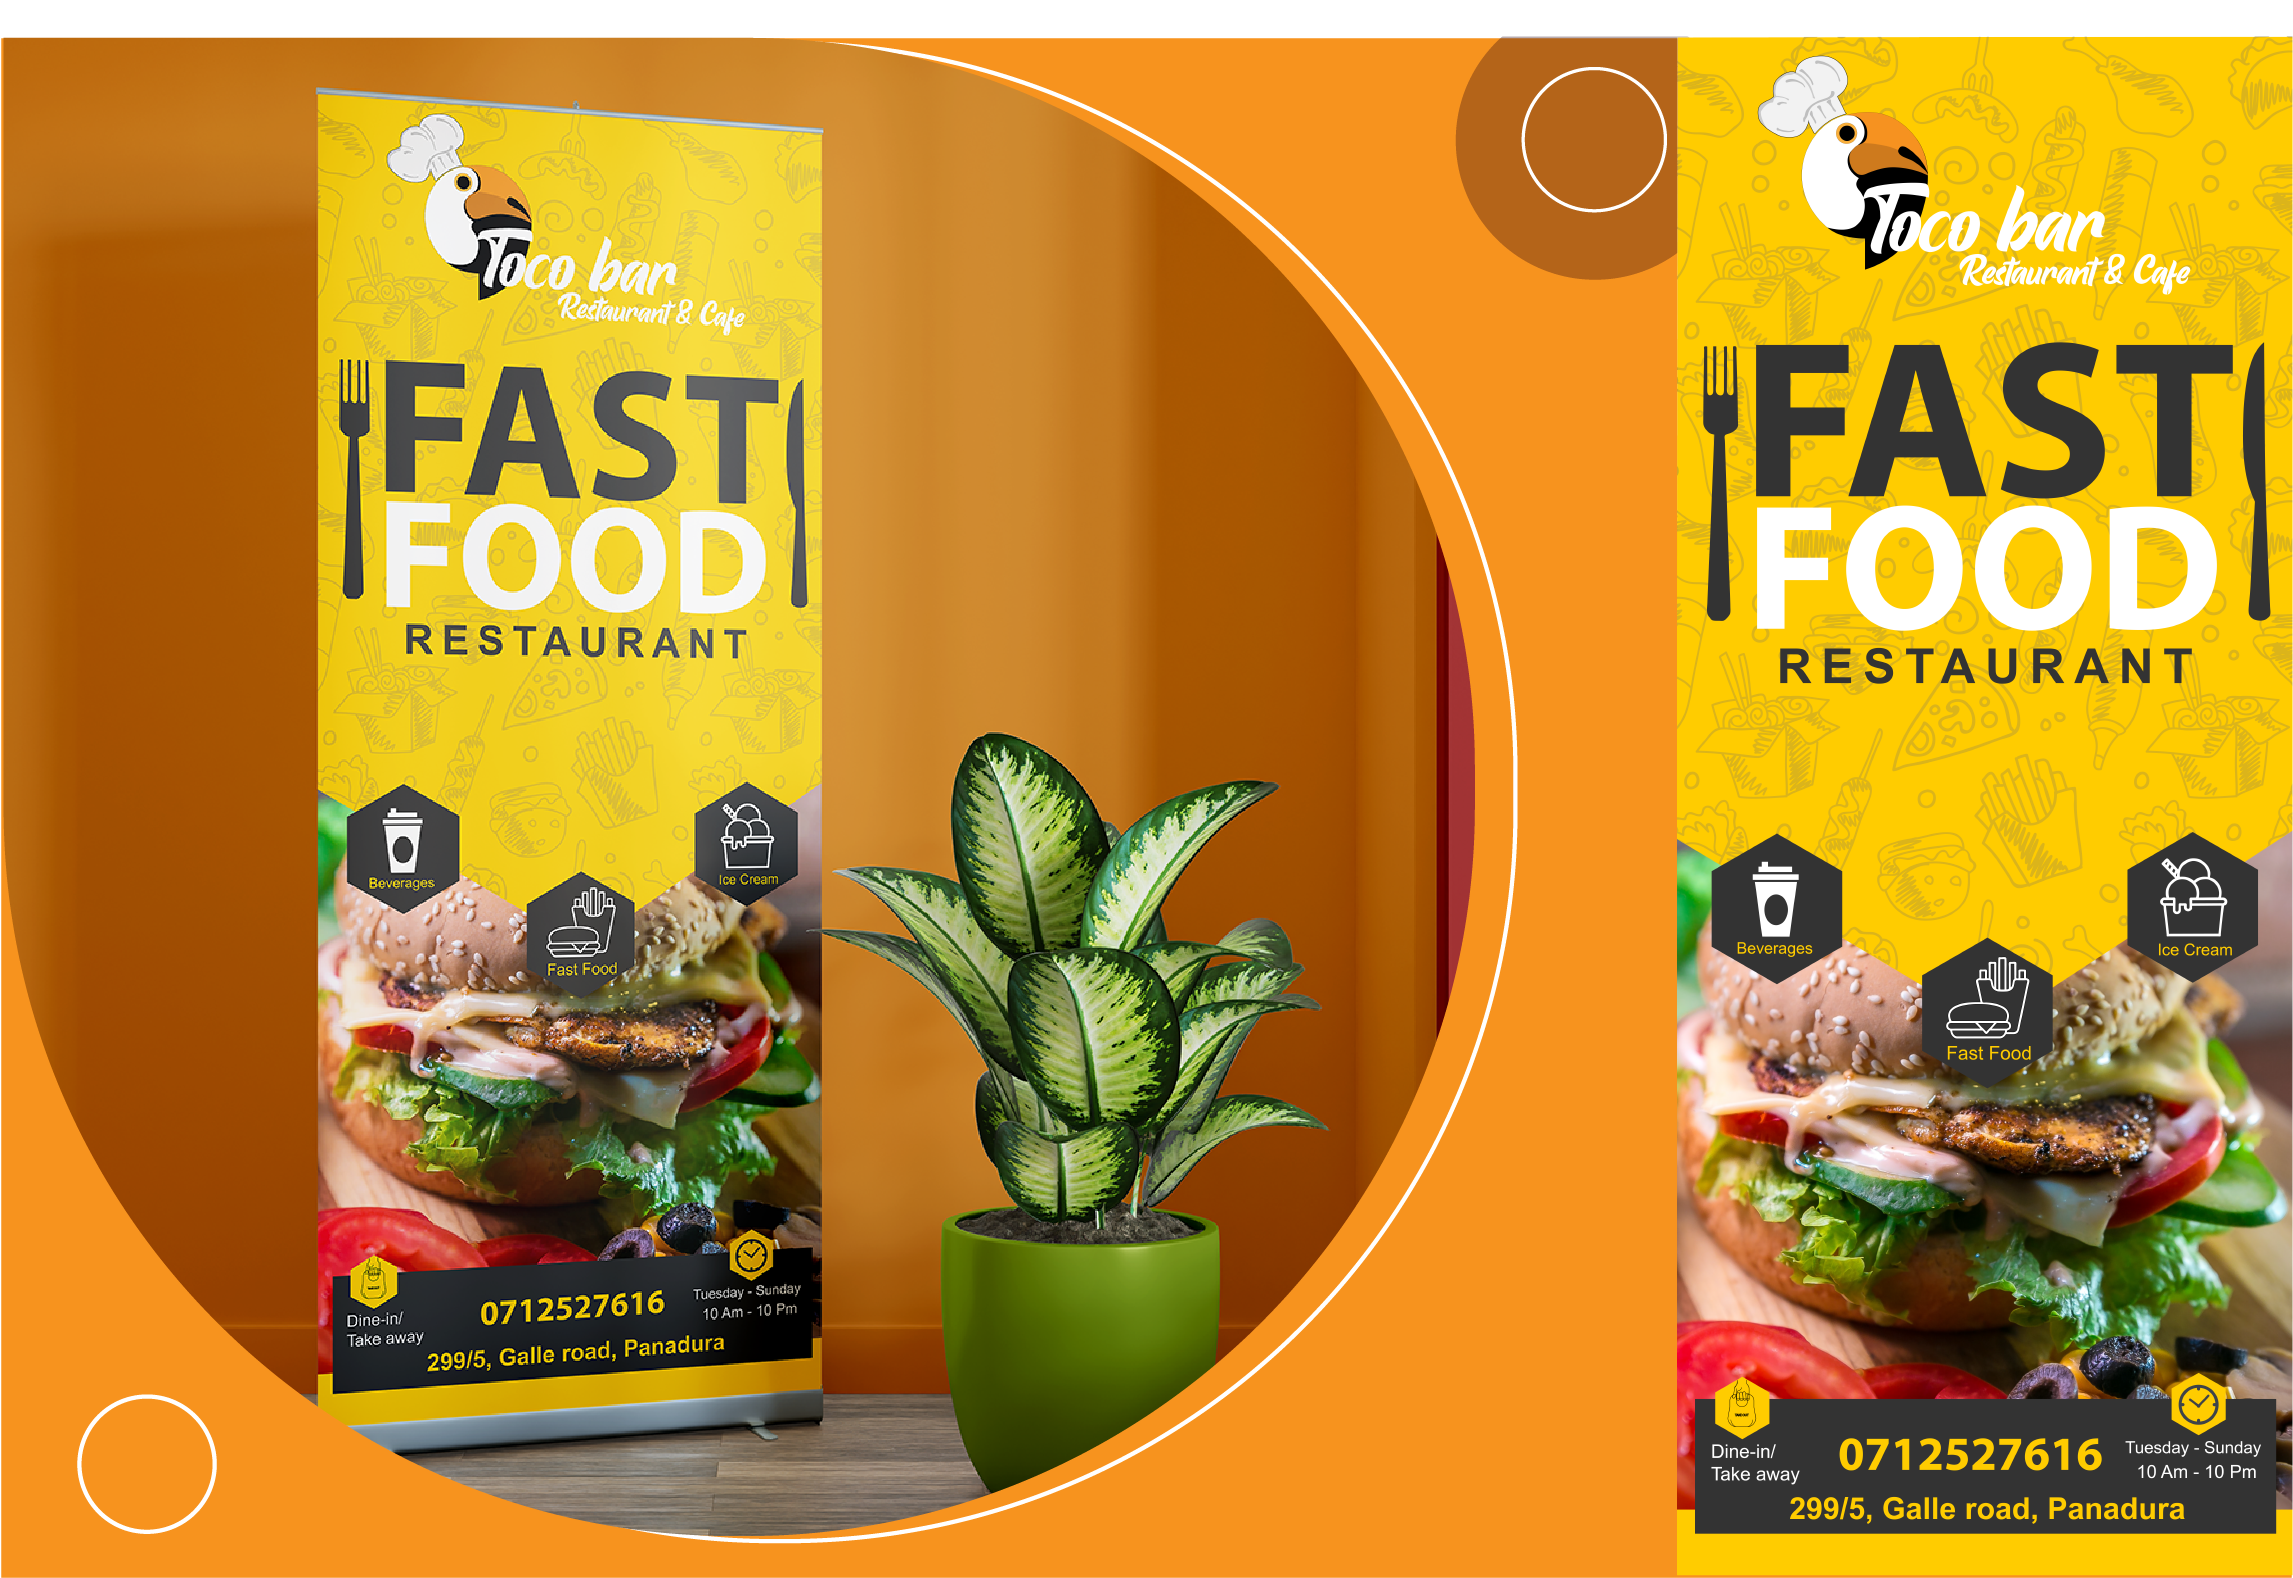 Toco bar
Restaurant & Cafe
FAST
FOOD
RESTAURANT
Beverages
Ice Cream
Fast Food
Dine-in/
Take away
0712527616
Tuesday - Sunday
10 Am - 10 Pm
299/5, Galle road, Panadura
Toco bar
Restaurant & Cafe
FAST
FOOD
RESTAURANT
Beverages
Ice Cream
Fast Food
TAKE OUT
Dine-in/
Take away
0712527616
Tuesday - Sunday
10 Am - 10 Pm
299/5, Galle road, Panadura